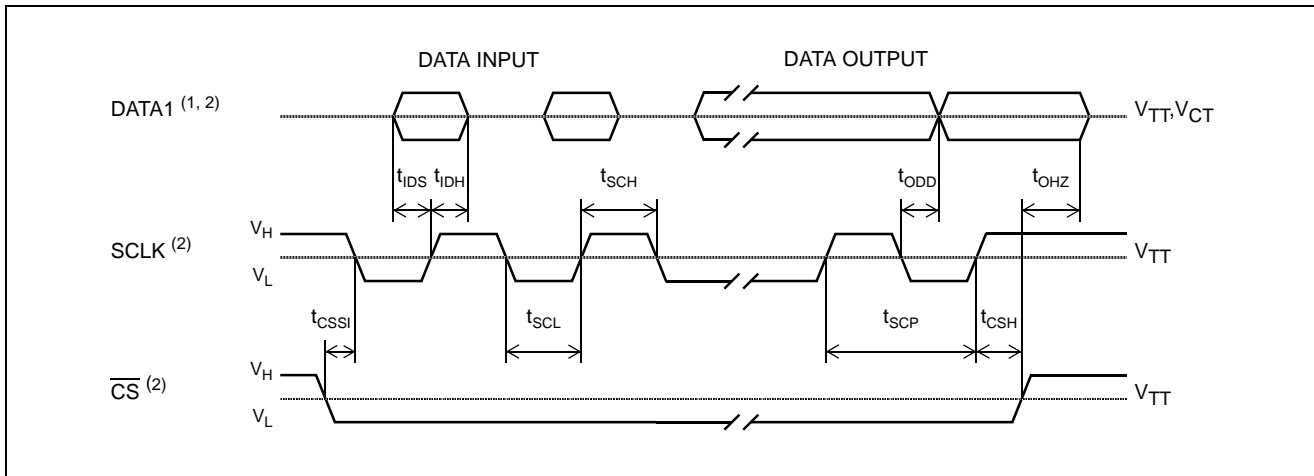 DATA INPUT DATA OUTPUT
DATA1 (1, 2) VTT,VCT
tIDS tIDH tSCH tODD tOHZ
VH
SCLK (2) VTT
VL
tCSSI tSCL tSCP tCSH
VH
CS (2) VTT
VL